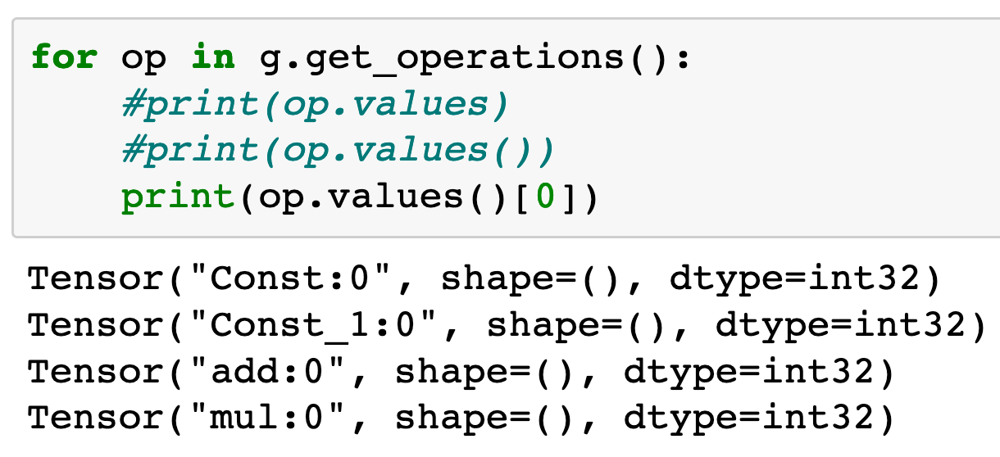 for op in g.get_operations():
    #print(op.values)
    #print(op.values())
    print(op.values()[0])
Tensor("Const:0", shape=(), dtype=int32)
Tensor("Const_1:0", shape=(), dtype=int32)
Tensor("add:0", shape=(), dtype=int32)
Tensor("mul:0", shape=(), dtype=int32)